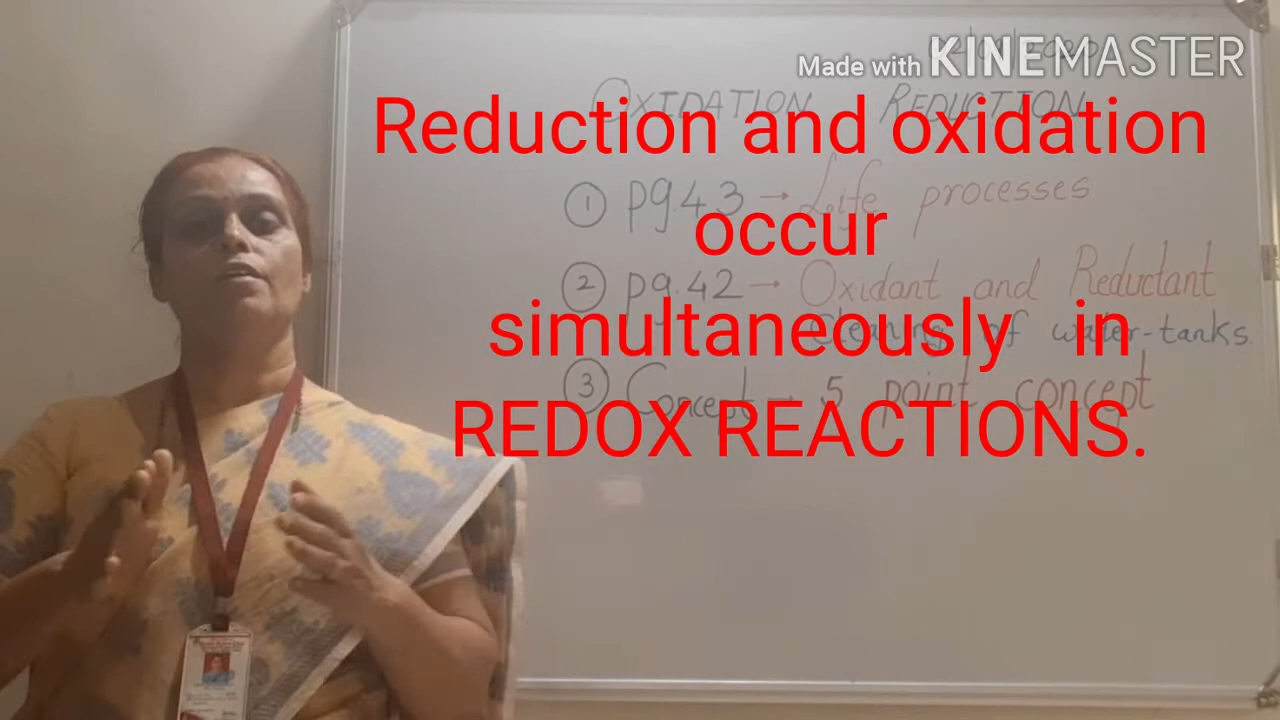 Made with KINEMASTER
OXIDATION REDUCTION
Reduction and oxidation
① pg.43 → Life processes
occur
② pg.42 → Oxidant and Reductant
simultaneously in
Cleaning of water-tanks.
③ Concept → 5 point concept
REDOX REACTIONS.